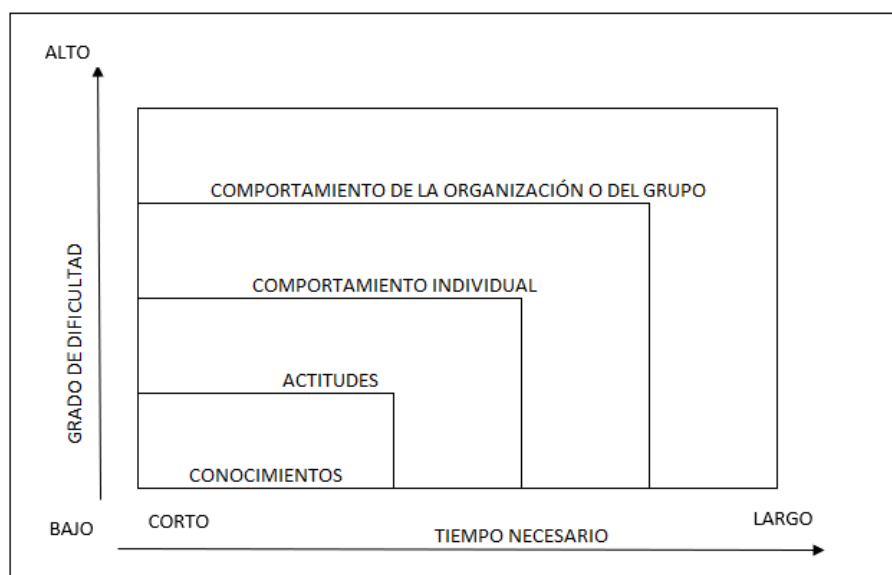 ALTO
COMPORTAMIENTO DE LA ORGANIZACIÓN O DEL GRUPO
COMPORTAMIENTO INDIVIDUAL
GRADO DE DIFICULTAD
ACTITUDES
CONOCIMIENTOS
BAJO
CORTO
LARGO
TIEMPO NECESARIO